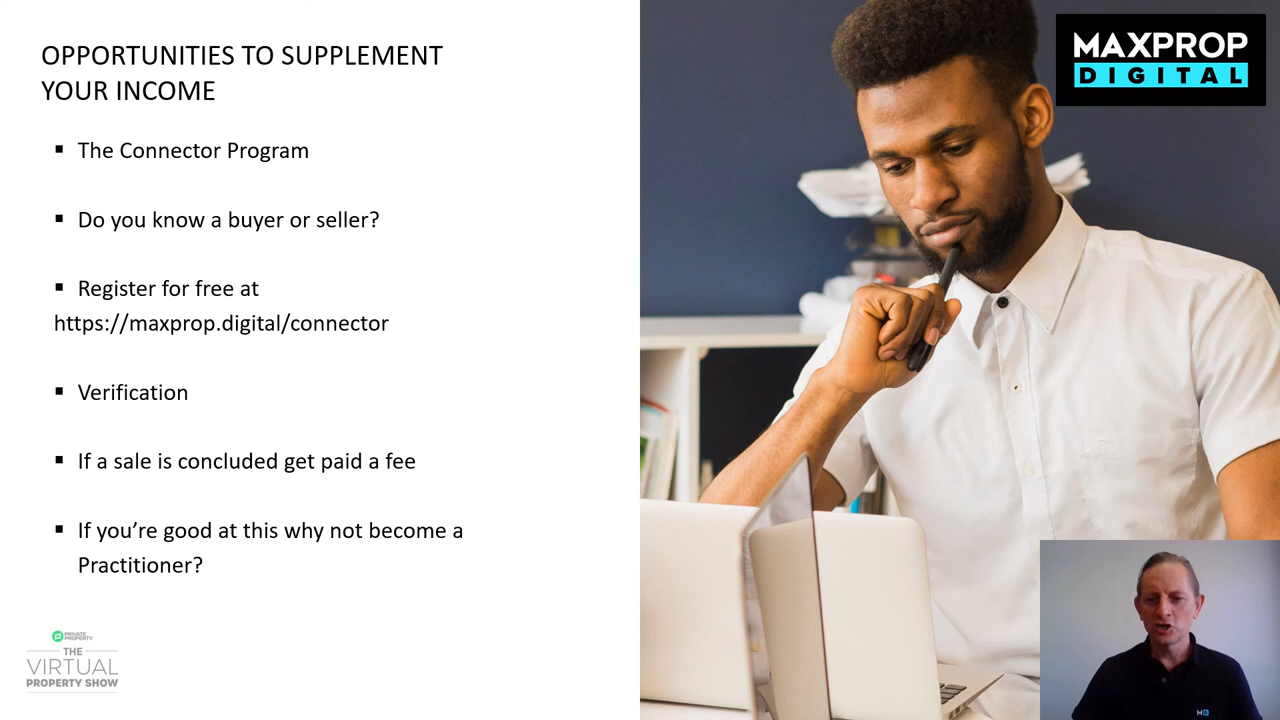 OPPORTUNITIES TO SUPPLEMENT
YOUR INCOME
▪ The Connector Program
▪ Do you know a buyer or seller?
▪ Register for free at
https://maxprop.digital/connector
▪ Verification
▪ If a sale is concluded get paid a fee
▪ If you’re good at this why not become a
Practitioner?
PRIVATE
PROPERTY
THE
VIRTUAL
PROPERTY SHOW
MAXPROP
DIGITAL